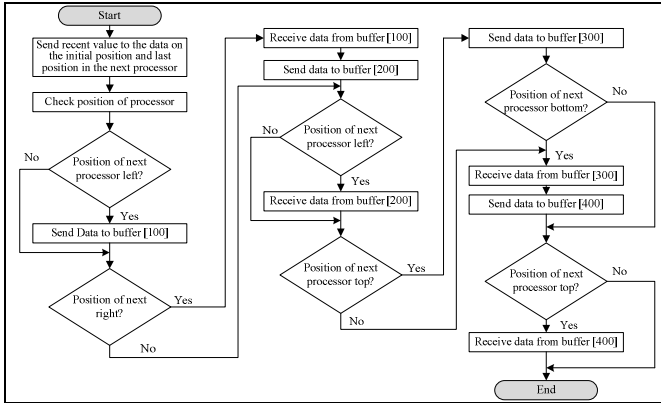 Start
Send recent value to the data on
the initial position and last
position in the next processor
Check position of processor
No
Position of next
processor left?
Yes
Send Data to buffer [100]
Position of next
right?
Yes
No
Receive data from buffer [100]
Send data to buffer [200]
No
Position of next
processor left?
Yes
Receive data from buffer [200]
Position of next
processor top?
Yes
No
Send data to buffer [300]
No
Position of next
processor bottom?
Yes
Receive data from buffer [300]
Send data to buffer [400]
Position of next
processor top?
No
Yes
Receive data from buffer [400]
End